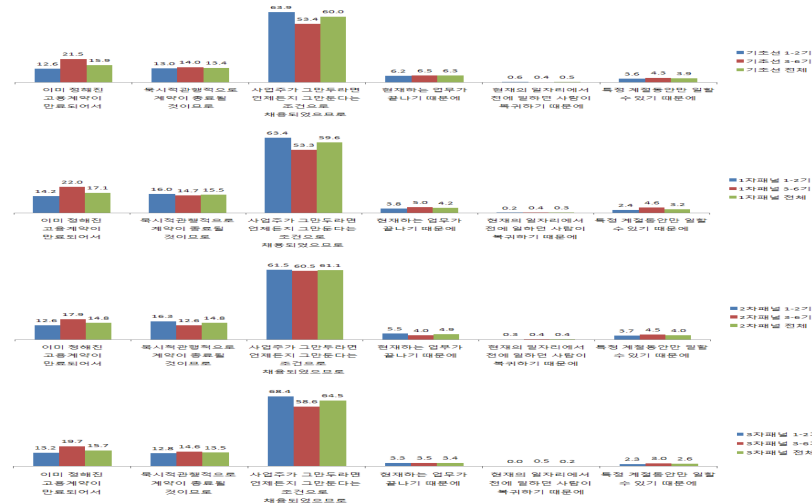 63.9
53.4
60.0
12.6 21.5 15.9
13.0 14.0 13.4
6.2 6.5 6.3
0.6 0.4 0.5
3.6 4.3 3.9
이미 정해진
고용계약이
만료되어서
묵시적관행적으로
계약이 종료될
것이므로
사업주가 그만두라면
언제든지 그만둔다는
조건으로
채용되었으므로
현재하는 업무가
끝나기 때문에
현재의 일자리에서
전에 일하던 사람이
복귀하기 때문에
특정 계절동안만 일할
수 있기 때문에
기초선 1-2기
기초선 3-6기
기초선 전체
63.4
53.3
59.6
14.2 22.0 17.1
16.0 14.7 15.5
3.8 5.0 4.2
0.2 0.4 0.3
2.4 4.6 3.2
이미 정해진
고용계약이
만료되어서
묵시적관행적으로
계약이 종료될
것이므로
사업주가 그만두라면
언제든지 그만둔다는
조건으로
채용되었으므로
현재하는 업무가
끝나기 때문에
현재의 일자리에서
전에 일하던 사람이
복귀하기 때문에
특정 계절동안만 일할
수 있기 때문에
1차패널 1-2기
1차패널 3-6기
1차패널 전체
61.5 60.5 61.1
12.6 17.9 14.8
16.3 12.6 14.8
5.5 4.0 4.9
0.3 0.4 0.4
3.7 4.5 4.0
이미 정해진
고용계약이
만료되어서
묵시적관행적으로
계약이 종료될
것이므로
사업주가 그만두라면
언제든지 그만둔다는
조건으로
채용되었으므로
현재하는 업무가
끝나기 때문에
현재의 일자리에서
전에 일하던 사람이
복귀하기 때문에
특정 계절동안만 일할
수 있기 때문에
2차패널 1-2기
2차패널 3-6기
2차패널 전체
68.4
58.6
64.5
13.2 19.7 15.7
12.8 14.6 13.5
3.3 3.5 3.4
0.0 0.5 0.2
2.3 3.0 2.6
이미 정해진
고용계약이
만료되어서
묵시적관행적으로
계약이 종료될
것이므로
사업주가 그만두라면
언제든지 그만둔다는
조건으로
채용되었으므로
현재하는 업무가
끝나기 때문에
현재의 일자리에서
전에 일하던 사람이
복귀하기 때문에
특정 계절동안만 일할
수 있기 때문에
3차패널 1-2기
3차패널 3-6기
3차패널 전체